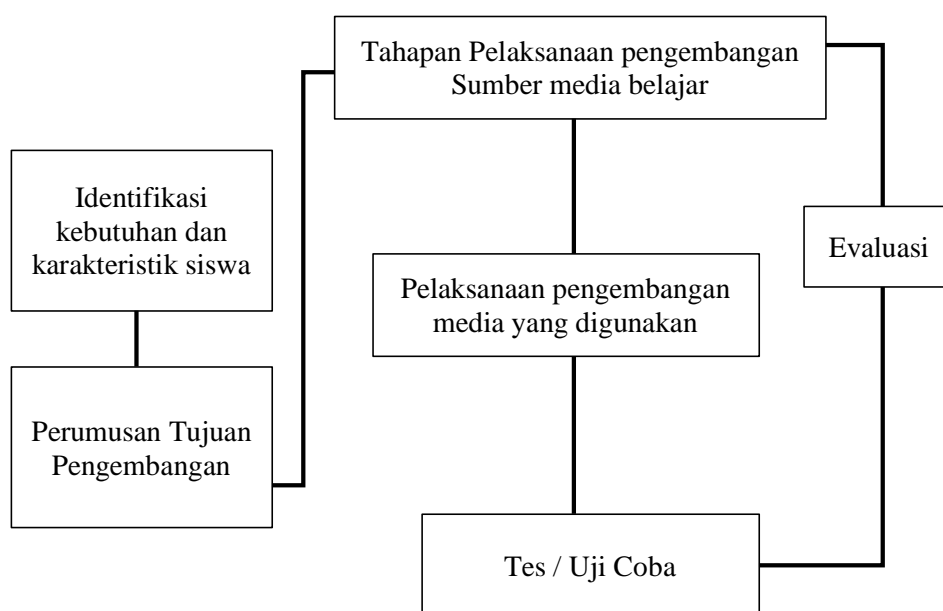 Tahapan Pelaksanaan pengembangan
Sumber media belajar
Identifikasi
kebutuhan dan
karakteristik siswa
Evaluasi
Pelaksanaan pengembangan
media yang digunakan
Perumusan Tujuan
Pengembangan
Tes / Uji Coba